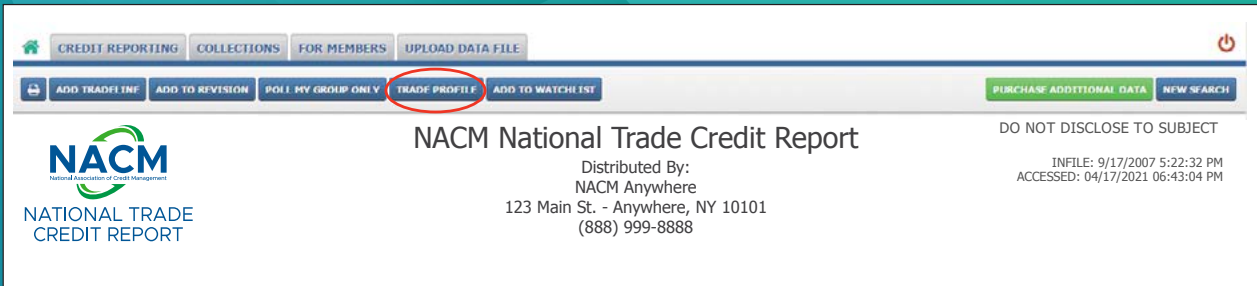 CREDIT REPORTING COLLECTIONS FOR MEMBERS UPLOAD DATA FILE
ADD TRADELINE ADD TO REVISION POLL MY GROUP ONLY TRADE PROFILE ADD TO WATCHLIST PURCHASE ADDITIONAL DATA NEW SEARCH
NACM
National Association of Credit Management
NATIONAL TRADE
CREDIT REPORT
NACM National Trade Credit Report
Distributed By:
NACM Anywhere
123 Main St. - Anywhere, NY 10101
(888) 999-8888
DO NOT DISCLOSE TO SUBJECT
INFILE: 9/17/2007 5:22:32 PM
ACCESSED: 04/17/2021 06:43:04 PM